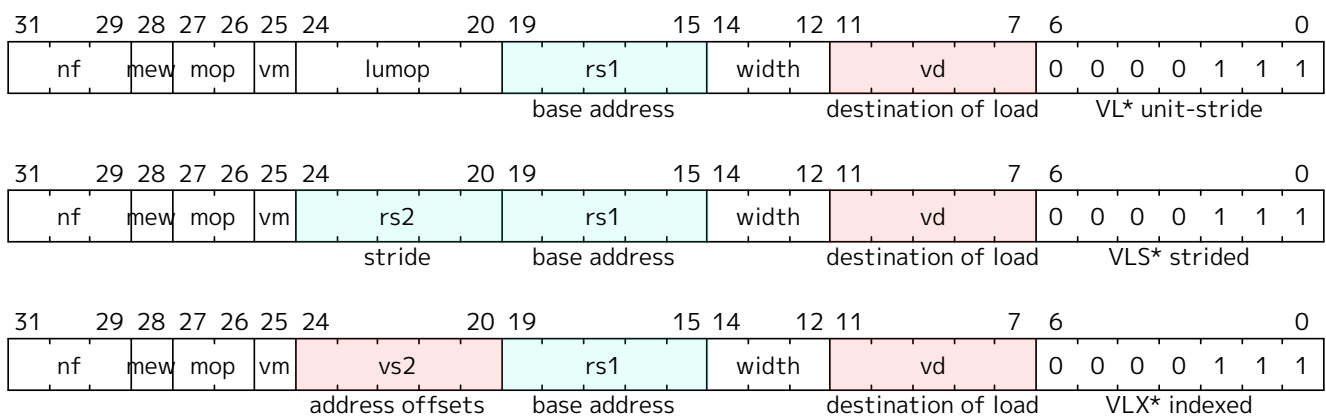 31 29 28 27 26 25 24 20 19 15 14 12 11 7 6 0
nf mew mop vm lumop rs1 width vd 0 0 0 0 1 1 1
base address destination of load VL* unit-stride
31 29 28 27 26 25 24 20 19 15 14 12 11 7 6 0
nf mew mop vm rs2 rs1 width vd 0 0 0 0 1 1 1
stride base address destination of load VLS* strided
31 29 28 27 26 25 24 20 19 15 14 12 11 7 6 0
nf mew mop vm vs2 rs1 width vd 0 0 0 0 1 1 1
address offsets base address destination of load VLX* indexed